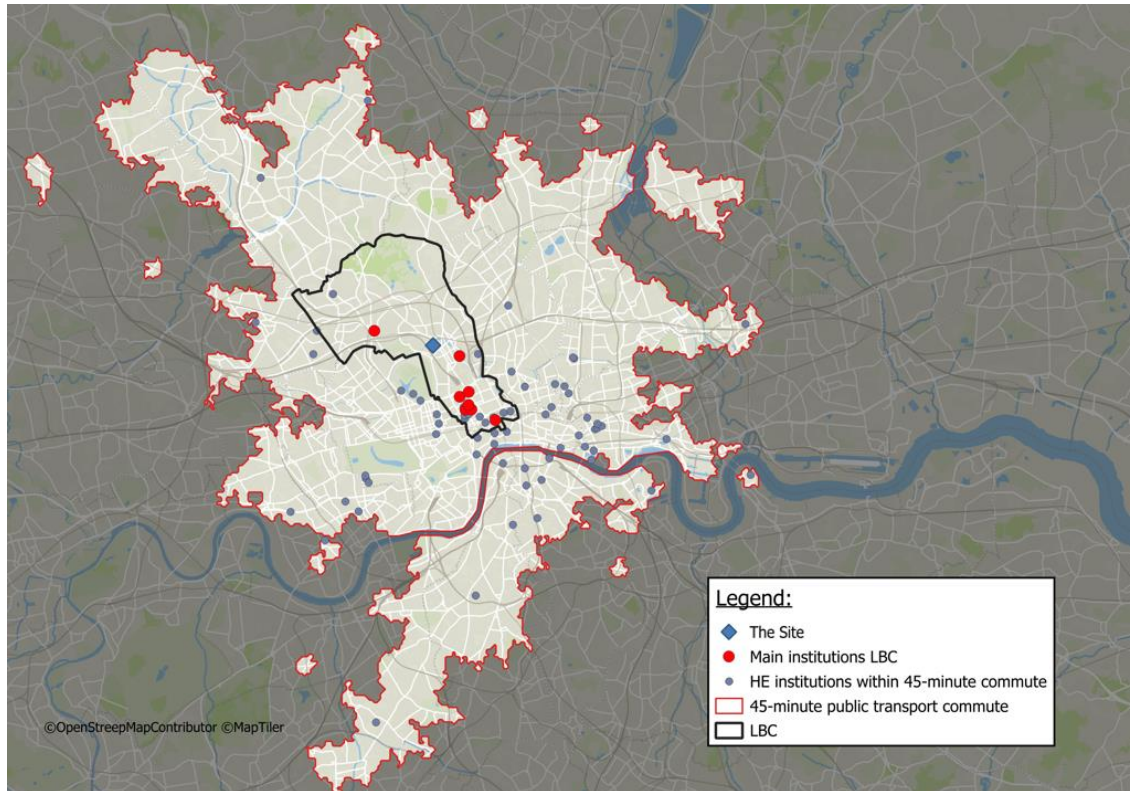 Legend:
The Site
Main institutions LBC
HE institutions within 45-minute commute
45-minute public transport commute
LBC
©OpenStreepMapContributor ©MapTiler